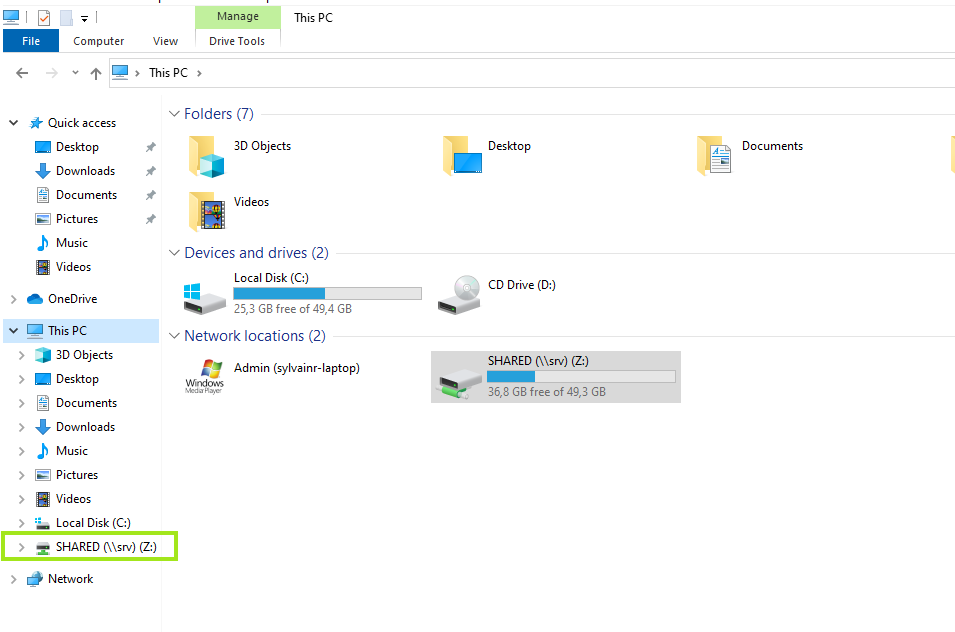 Manage
This PC
File
Computer
View
Drive Tools
This PC
Quick access
Desktop
Downloads
Documents
Pictures
Music
Videos
OneDrive
This PC
3D Objects
Desktop
Documents
Downloads
Music
Pictures
Videos
Local Disk (C:)
SHARED (\\srv) (Z:)
Network
Folders (7)
3D Objects
Desktop
Documents
Videos
Devices and drives (2)
Local Disk (C:)
25,3 GB free of 49,4 GB
CD Drive (D:)
Network locations (2)
Windows
Media Player
Admin (sylvainr-laptop)
SHARED (\\srv) (Z:)
36,8 GB free of 49,3 GB